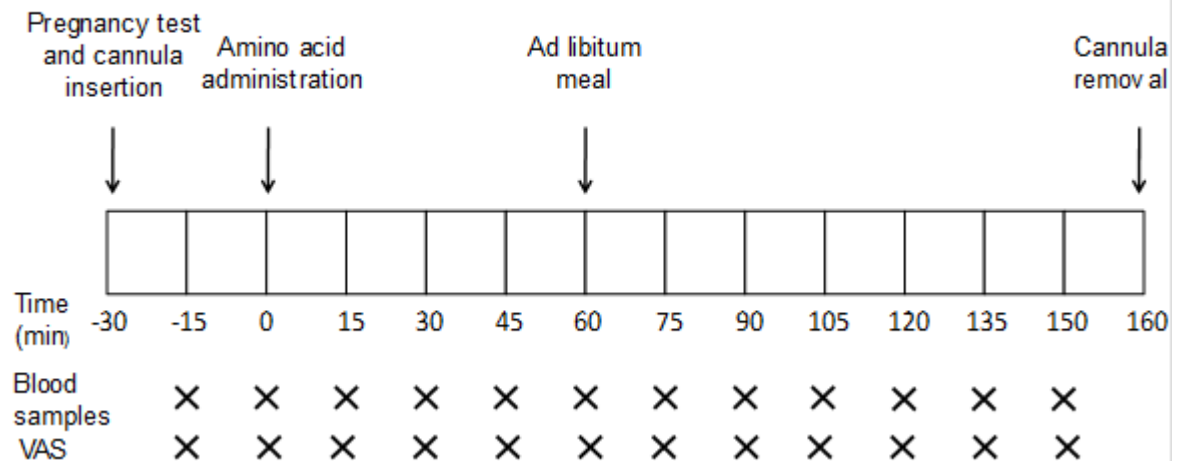 Pregnancy test
and cannula
insertion
Amino acid
administration
Ad libitum
meal
Cannula
removal
Time
(min)
-30 -15 0 15 30 45 60 75 90 105 120 135 150 160
Blood
samples
VAS